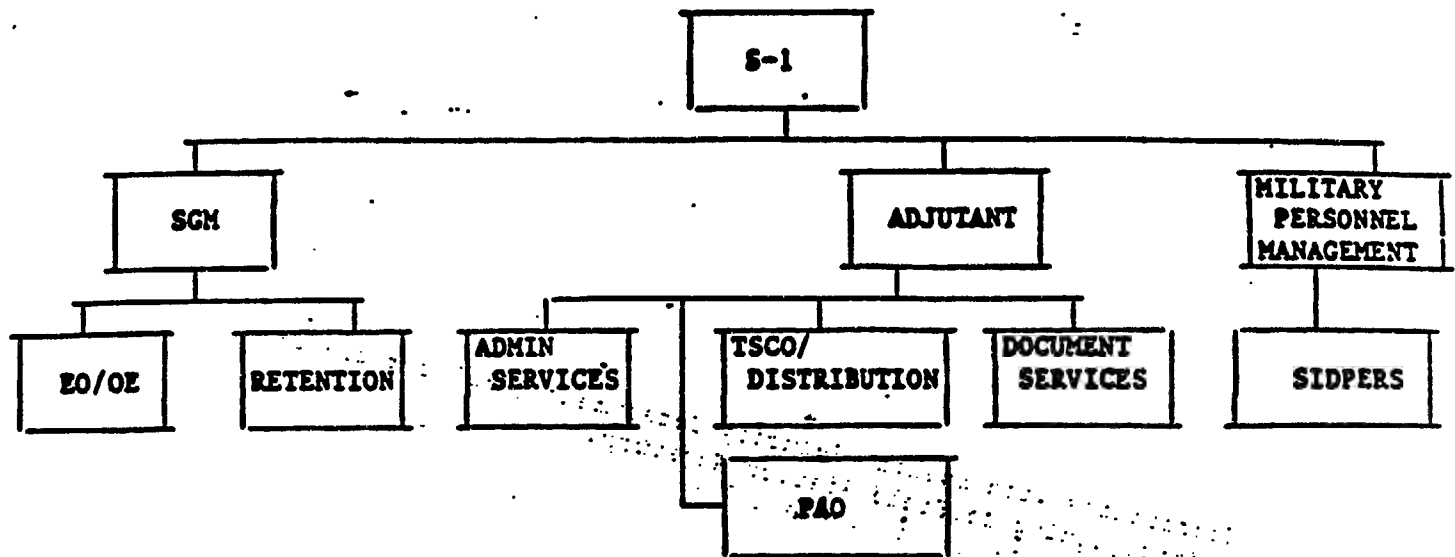 S-1
SGM
ADJUTANT
MILITARY
PERSONNEL
MANAGEMENT
EO/OE
RETENTION
ADMIN
SERVICES
TSCO/
DISTRIBUTION
DOCUMENT
SERVICES
SIDPERS
PAO